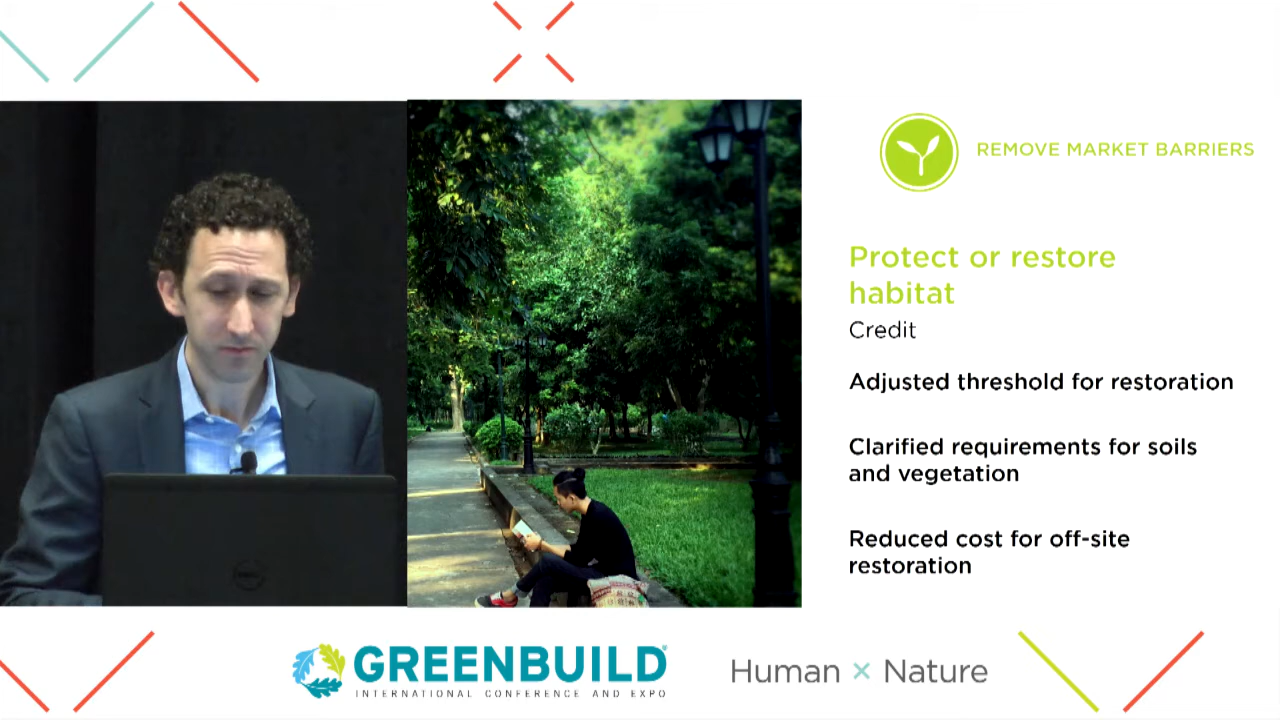 REMOVE MARKET BARRIERS
Protect or restore
habitat
Credit
Adjusted threshold for restoration
Clarified requirements for soils
and vegetation
Reduced cost for off-site
restoration
DELL
GREENBUILD
INTERNATIONAL CONFERENCE AND EXPO
Human × Nature